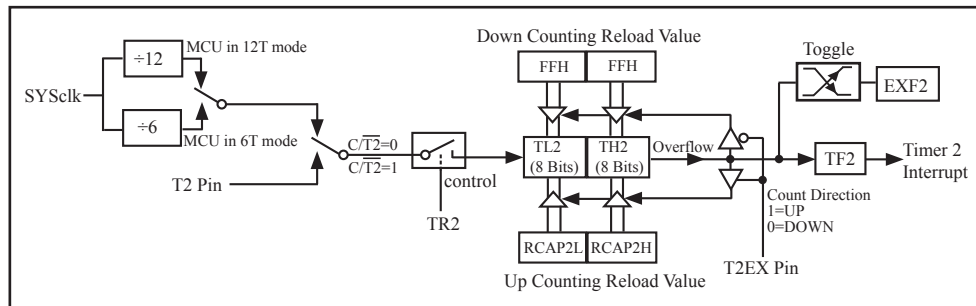 Down Counting Reload Value
Toggle
÷12
MCU in 12T mode
FFH
FFH
EXF2
SYSclk
÷6
MCU in 6T mode
C/T2=0
C/T2=1
TL2
(8 Bits)
TH2
(8 Bits)
Overflow
TF2
Timer 2
Interrupt
T2 Pin
control
TR2
Count Direction
1=UP
0=DOWN
RCAP2L
RCAP2H
T2EX Pin
Up Counting Reload Value